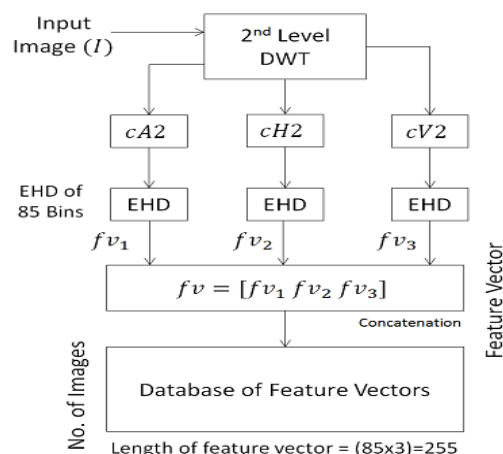 Input
Image (I)
2nd Level
DWT
cA2
cH2
cV2
EHD of
85 Bins
EHD
EHD
EHD
fv1
fv2
fv3
fv = [fv1 fv2 fv3]
Concatenation
Feature Vector
No. of Images
Database of Feature Vectors
Length of feature vector = (85x3)=255